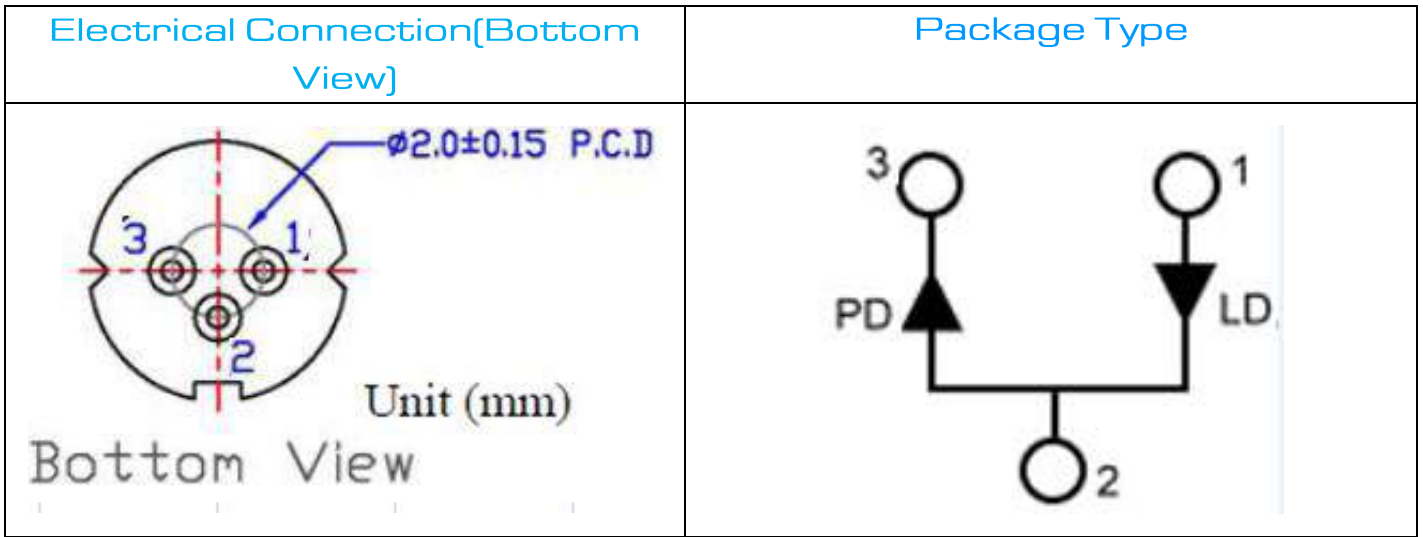 Electrical Connection(Bottom
View)
Package Type
ø2.0±0.15 P.C.D
3
1
2
Unit (mm)
Bottom View
3
1
PD
LD
2